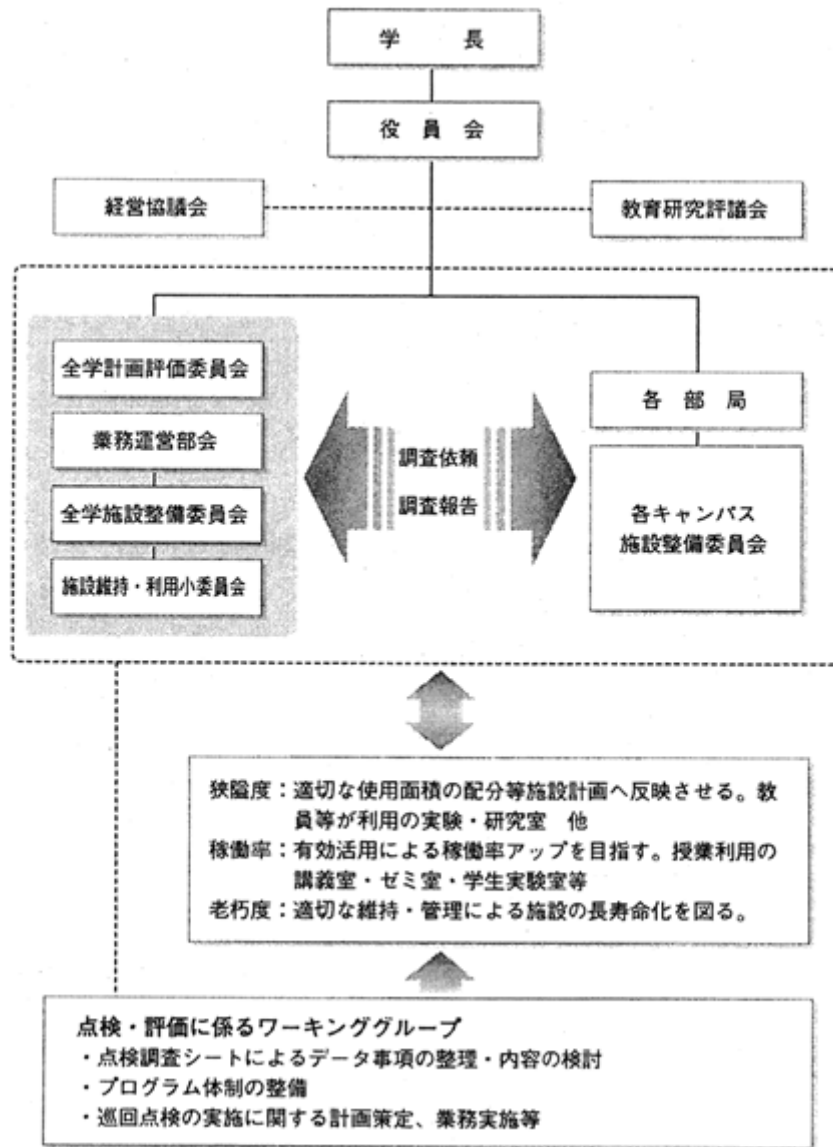 学　　長
役　員　会
経営協議会
教育研究評議会
全学計画評価委員会
業務運営部会
全学施設整備委員会
施設維持・利用小委員会
調査依頼
調査報告
各　部　局
各キャンパス
施設整備委員会
狭隘度：適切な使用面積の配分等施設計画へ反映させる。教
員等が利用の実験・研究室　他
稼働率：有効活用による稼働率アップを目指す。授業利用の
講義室・ゼミ室・学生実験室等
老朽度：適切な維持・管理による施設の長寿命化を図る。
点検・評価に係るワーキンググループ
・点検調査シートによるデータ事項の整理・内容の検討
・プログラム体制の整備
・巡回点検の実施に関する計画策定、業務実施等